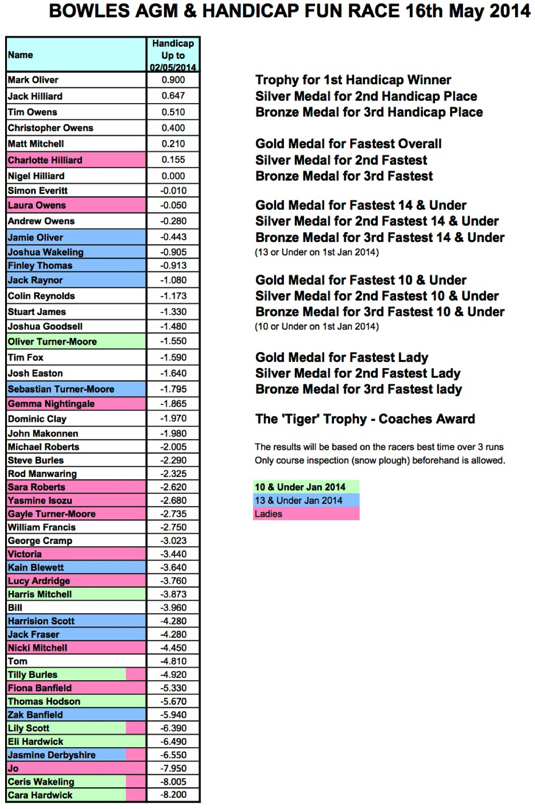 BOWLES AGM & HANDICAP FUN RACE 16th May 2014
Name
Handicap
Up to
02/05/2014
Mark Oliver 0.900
Jack Hilliard 0.647
Tim Owens 0.510
Christopher Owens 0.400
Matt Mitchell 0.210
Charlotte Hilliard 0.155
Nigel Hilliard 0.000
Simon Everitt -0.010
Laura Owens -0.050
Andrew Owens -0.280
Jamie Oliver -0.443
Joshua Wakeling -0.905
Finley Thomas -0.913
Jack Raynor -1.080
Colin Reynolds -1.173
Stuart James -1.330
Joshua Goodsell -1.480
Oliver Turner-Moore -1.550
Tim Fox -1.590
Josh Easton -1.640
Sebastian Turner-Moore -1.795
Gemma Nightingale -1.865
Dominic Clay -1.970
John Makonnen -1.980
Michael Roberts -2.005
Steve Burles -2.290
Rod Manwaring -2.325
Sara Roberts -2.620
Yasmine Isozu -2.680
Gayle Turner-Moore -2.735
William Francis -2.750
George Cramp -3.023
Victoria -3.440
Kain Blewett -3.640
Lucy Ardridge -3.760
Harris Mitchell -3.873
Bill -3.960
Harrision Scott -4.280
Jack Fraser -4.280
Nicki Mitchell -4.450
Tom -4.810
Tilly Burles -4.920
Fiona Banfield -5.330
Thomas Hodson -5.670
Zak Banfield -5.940
Lily Scott -6.390
Eli Hardwick -6.490
Jasmine Derbyshire -6.550
Jo -7.950
Ceris Wakeling -8.005
Cara Hardwick -8.200
Trophy for 1st Handicap Winner
Silver Medal for 2nd Handicap Place
Bronze Medal for 3rd Handicap Place
Gold Medal for Fastest Overall
Silver Medal for 2nd Fastest
Bronze Medal for 3rd Fastest
Gold Medal for Fastest 14 & Under
Silver Medal for 2nd Fastest 14 & Under
Bronze Medal for 3rd Fastest 14 & Under
(13 or Under on 1st Jan 2014)
Gold Medal for Fastest 10 & Under
Silver Medal for 2nd Fastest 10 & Under
Bronze Medal for 3rd Fastest 10 & Under
(10 or Under on 1st Jan 2014)
Gold Medal for Fastest Lady
Silver Medal for 2nd Fastest Lady
Bronze Medal for 3rd Fastest lady
The 'Tiger' Trophy - Coaches Award
The results will be based on the racers best time over 3 runs
Only course inspection (snow plough) beforehand is allowed.
10 & Under Jan 2014
13 & Under Jan 2014
Ladies